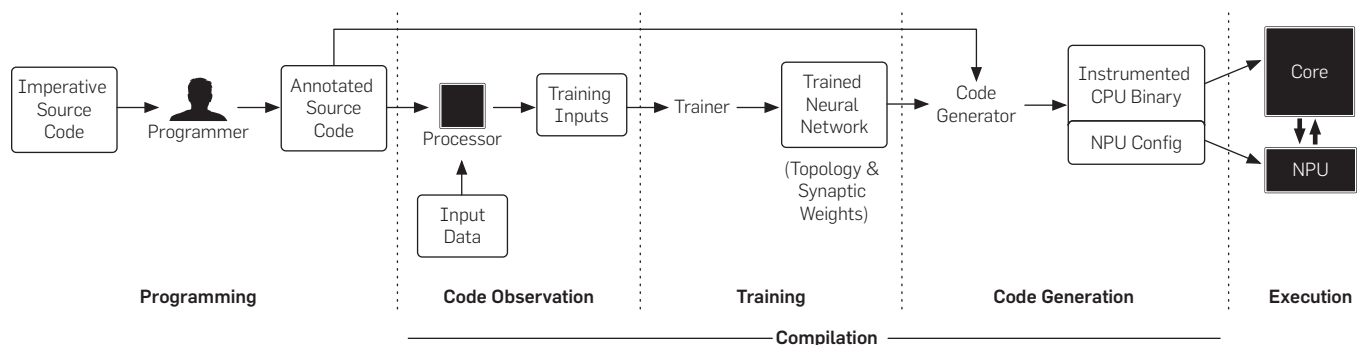 Imperative
Source
Code
Programmer
Annotated
Source
Code
Processor
Input
Data
Training
Inputs
Trainer
Trained
Neural
Network
(Topology &
Synaptic
Weights)
Code
Generator
Instrumented
CPU Binary
NPU Config
Core
NPU
Programming
Code Observation
Training
Code Generation
Execution
Compilation